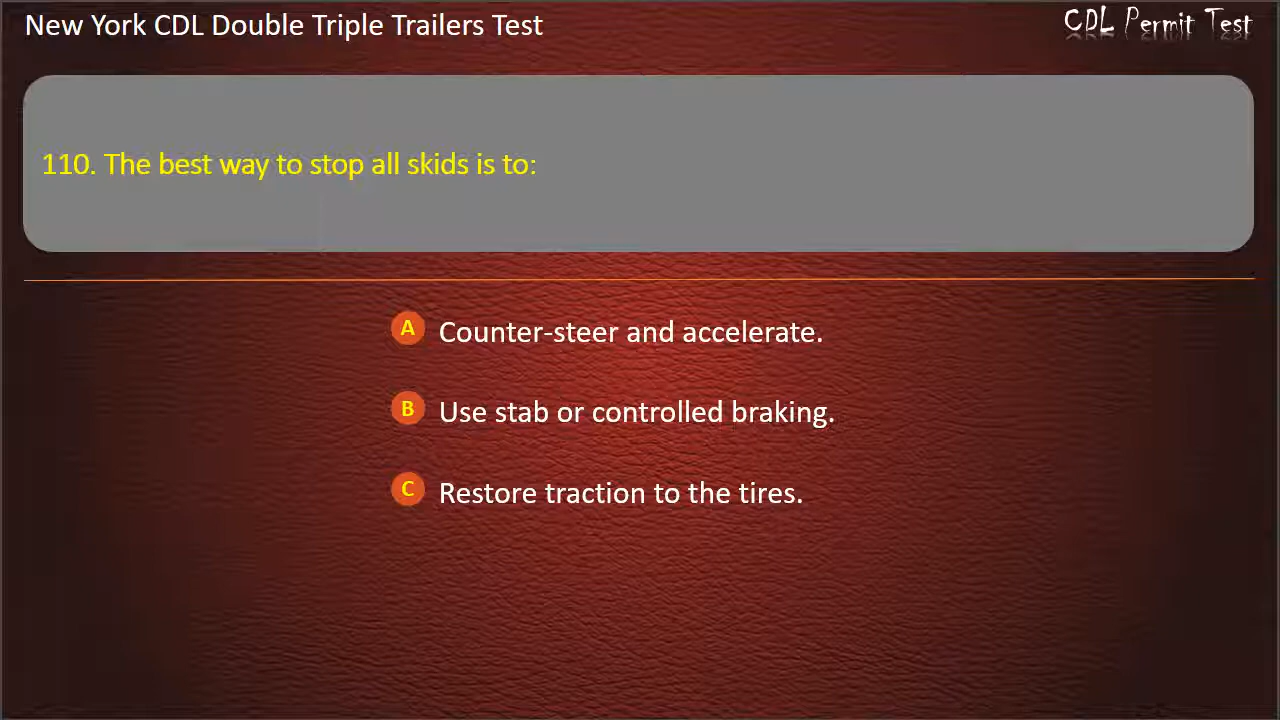 New York CDL Double Triple Trailers Test
CDL Permit Test
110. The best way to stop all skids is to:
A Counter-steer and accelerate.
B Use stab or controlled braking.
C Restore traction to the tires.